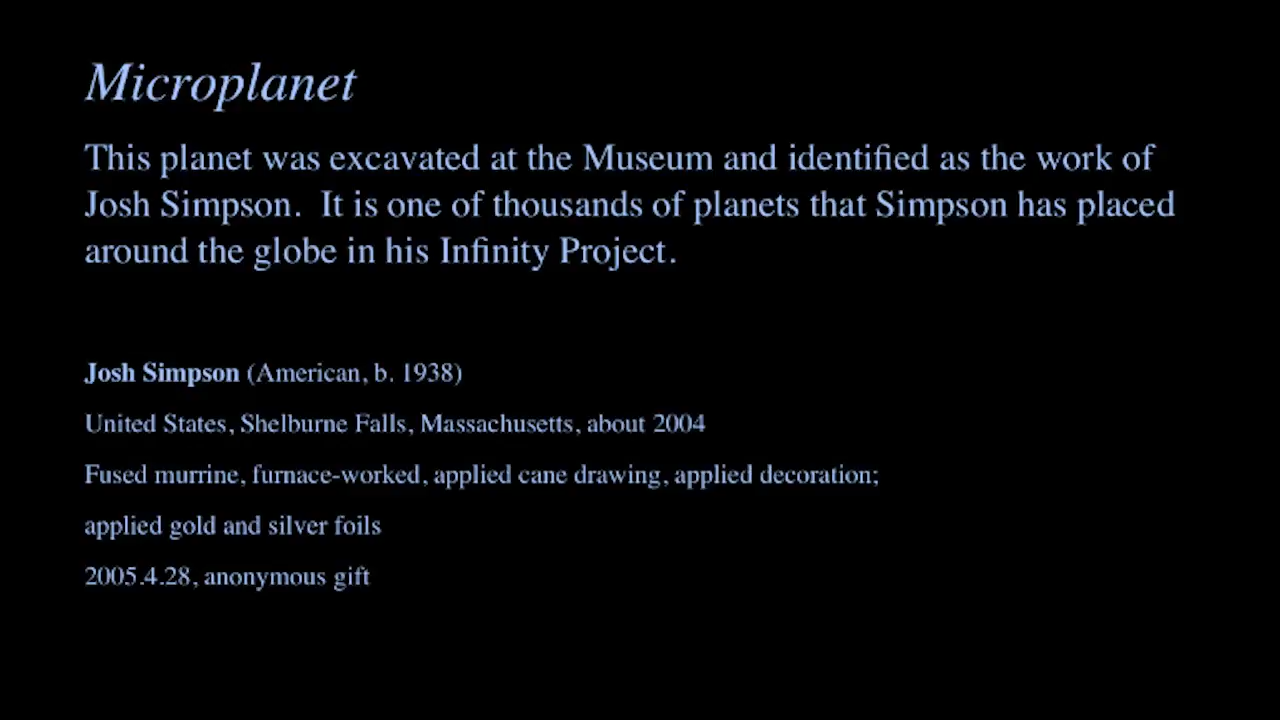 Microplanet
This planet was excavated at the Museum and identified as the work of
Josh Simpson.  It is one of thousands of planets that Simpson has placed
around the globe in his Infinity Project.
Josh Simpson (American, b. 1938)
United States, Shelburne Falls, Massachusetts, about 2004
Fused murrine, furnace-worked, applied cane drawing, applied decoration;
applied gold and silver foils
2005.4.28, anonymous gift